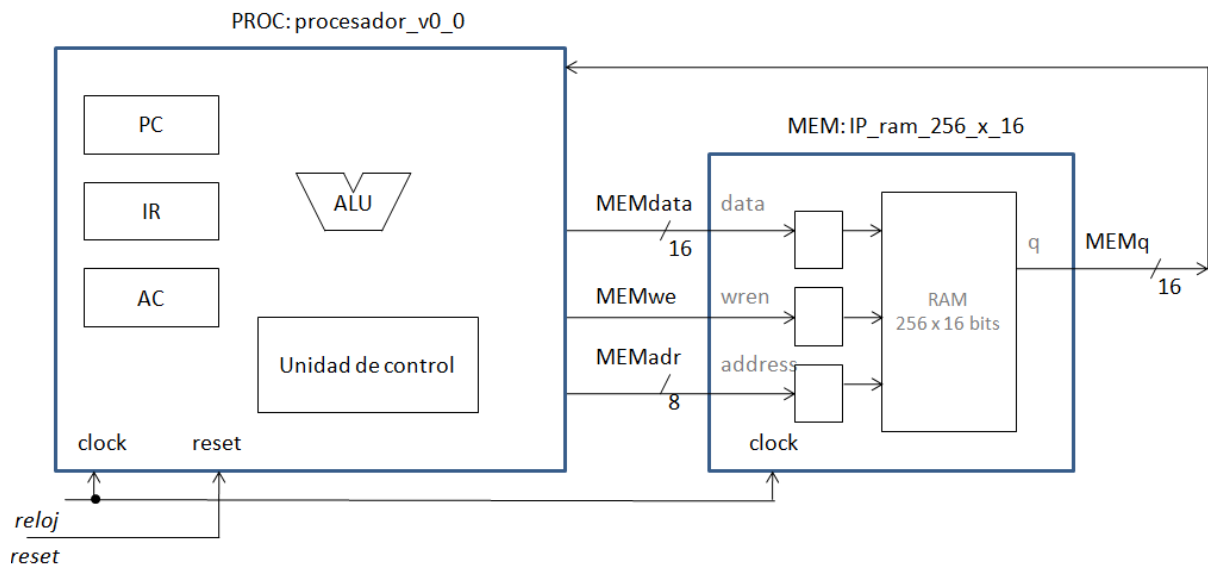 PROC: procesador_v0_0
PC
IR
AC
ALU
Unidad de control
clock
reset
reloj
reset
MEMdata
16
MEMwe
MEMadr
8
MEM: IP_ram_256_x_16
data
wren
address
clock
RAM
256 x 16 bits
q
MEMq
16